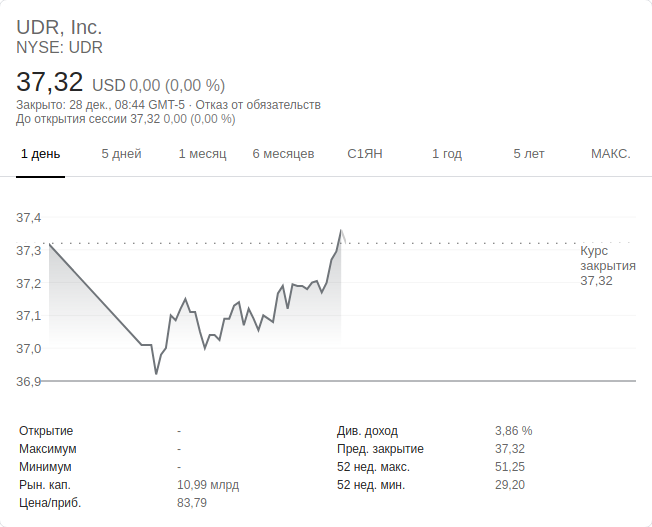 UDR, Inc.
NYSE: UDR
37,32 USD 0,00 (0,00 %)
Закрыто: 28 дек., 08:44 GMT-5 · Отказ от обязательств
До открытия сессии 37,32 0,00 (0,00 %)
1 день 5 дней 1 месяц 6 месяцев С1ЯН 1 год 5 лет МАКС.
37,4
37,3
37,2
37,1
37,0
36,9
Курс
закрытия
37,32
Открытие - Див. доход 3,86 %
Максимум - Пред. закрытие 37,32
Минимум - 52 нед. макс. 51,25
Рын. кап. 10,99 млрд 52 нед. мин. 29,20
Цена/приб. 83,79